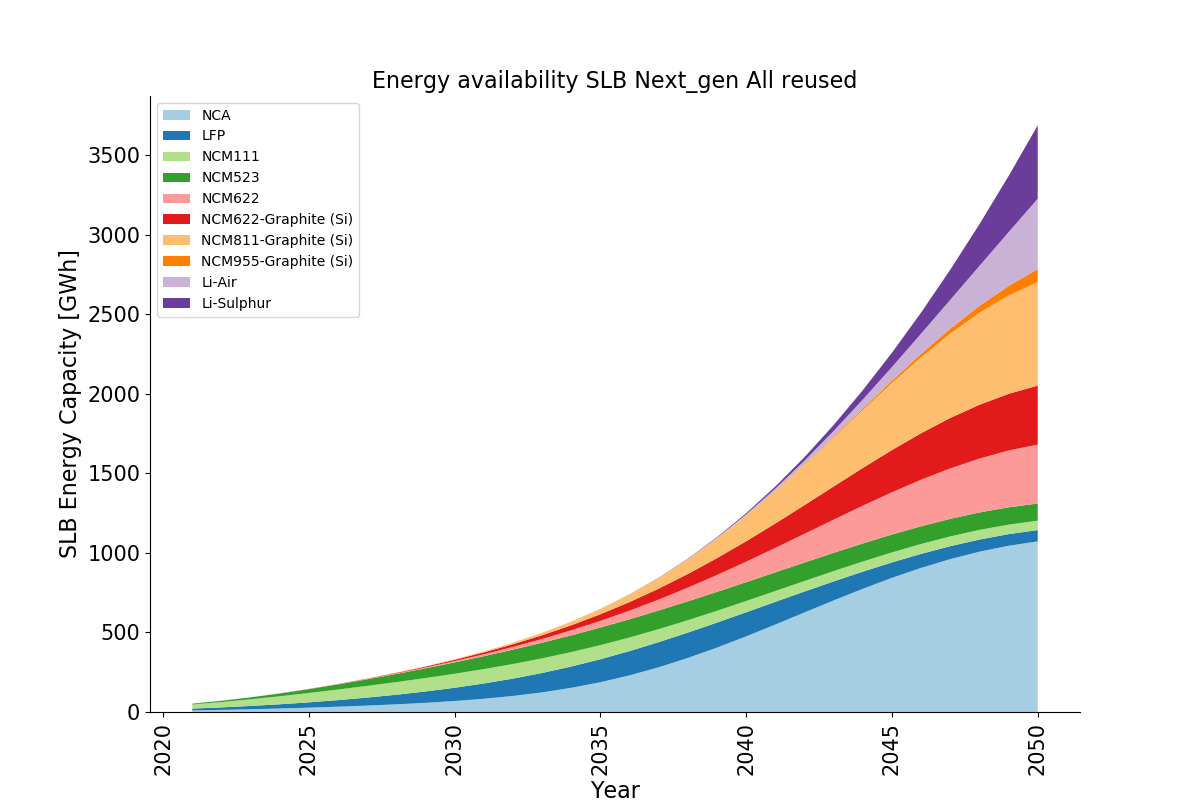 Energy availability SLB Next_gen All reused
NCA
LFP
NCM111
NCM523
NCM622
NCM622-Graphite (Si)
NCM811-Graphite (Si)
NCM955-Graphite (Si)
Li-Air
Li-Sulphur
SLB Energy Capacity [GWh]
3500
3000
2500
2000
1500
1000
500
0
2020
2025
2030
2035
2040
2045
2050
Year